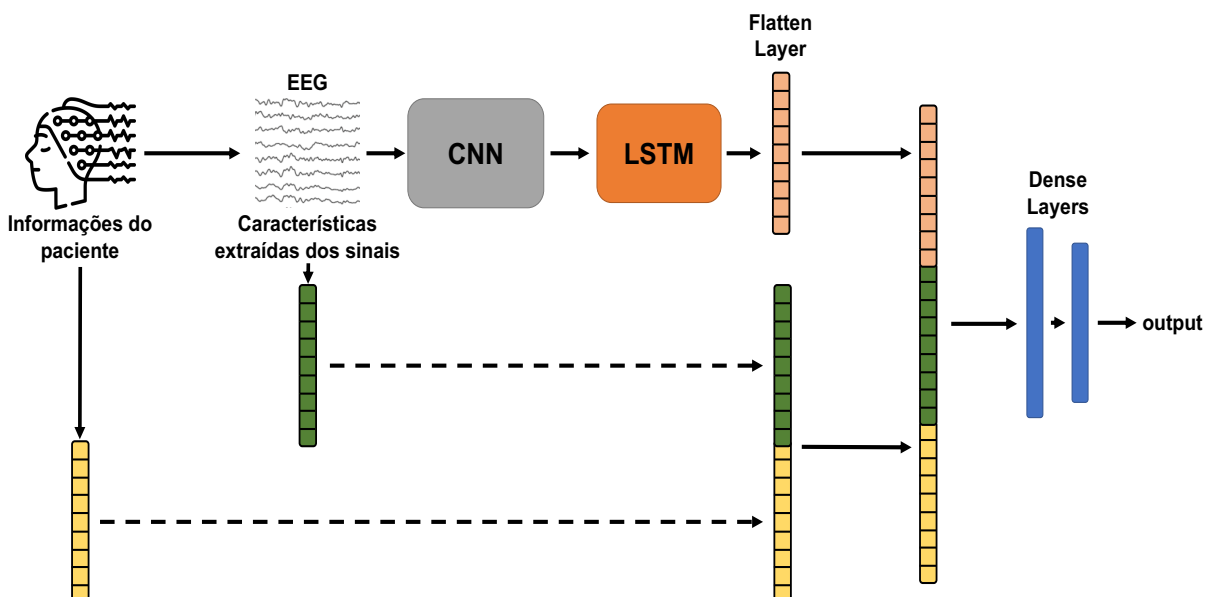 Flatten
Layer
EEG
CNN
LSTM
Dense
Layers
Informações do
paciente
Características
extraídas dos sinais
output